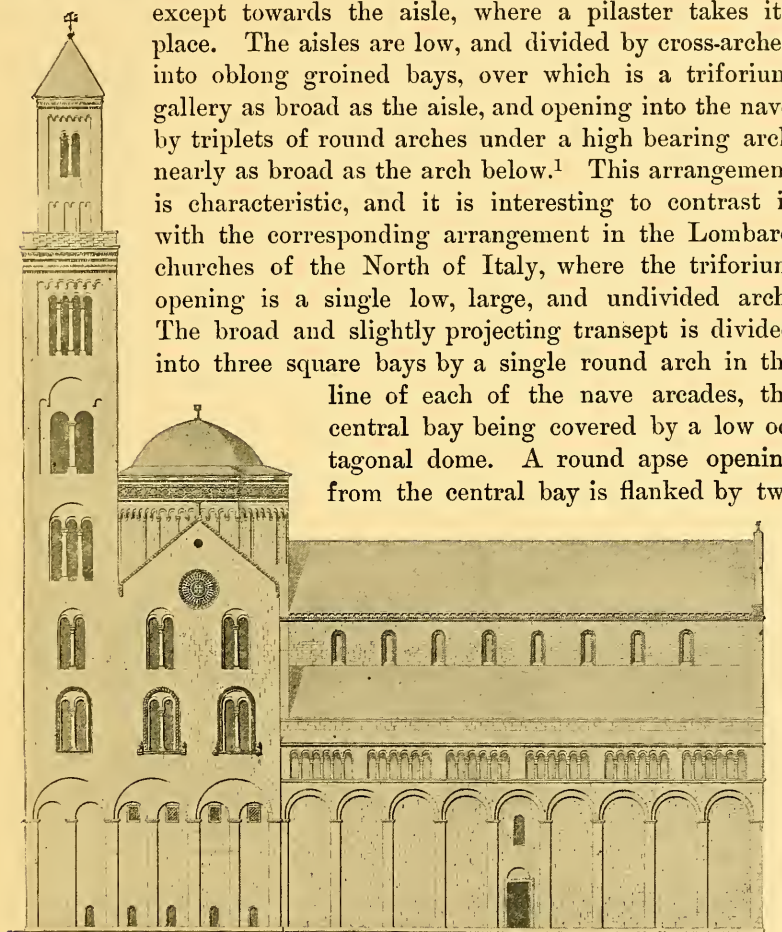 except towards the aisle, where a pilaster takes it
place. The aisles are low, and divided by cross-arche
into oblong groined bays, over which is a triforiu
gallery as broad as the aisle, and opening into the nav
by triplets of round arches under a high bearing arc
nearly as broad as the arch below.¹ This arrangemen
is characteristic, and it is interesting to contrast i
with the corresponding arrangement in the Lombar
churches of the North of Italy, where the triforiu
opening is a single low, large, and undivided arch
The broad and slightly projecting transept is divide
into three square bays by a single round arch in th
line of each of the nave arcades, th
central bay being covered by a low oc
tagonal dome. A round apse openin
from the central bay is flanked by tw